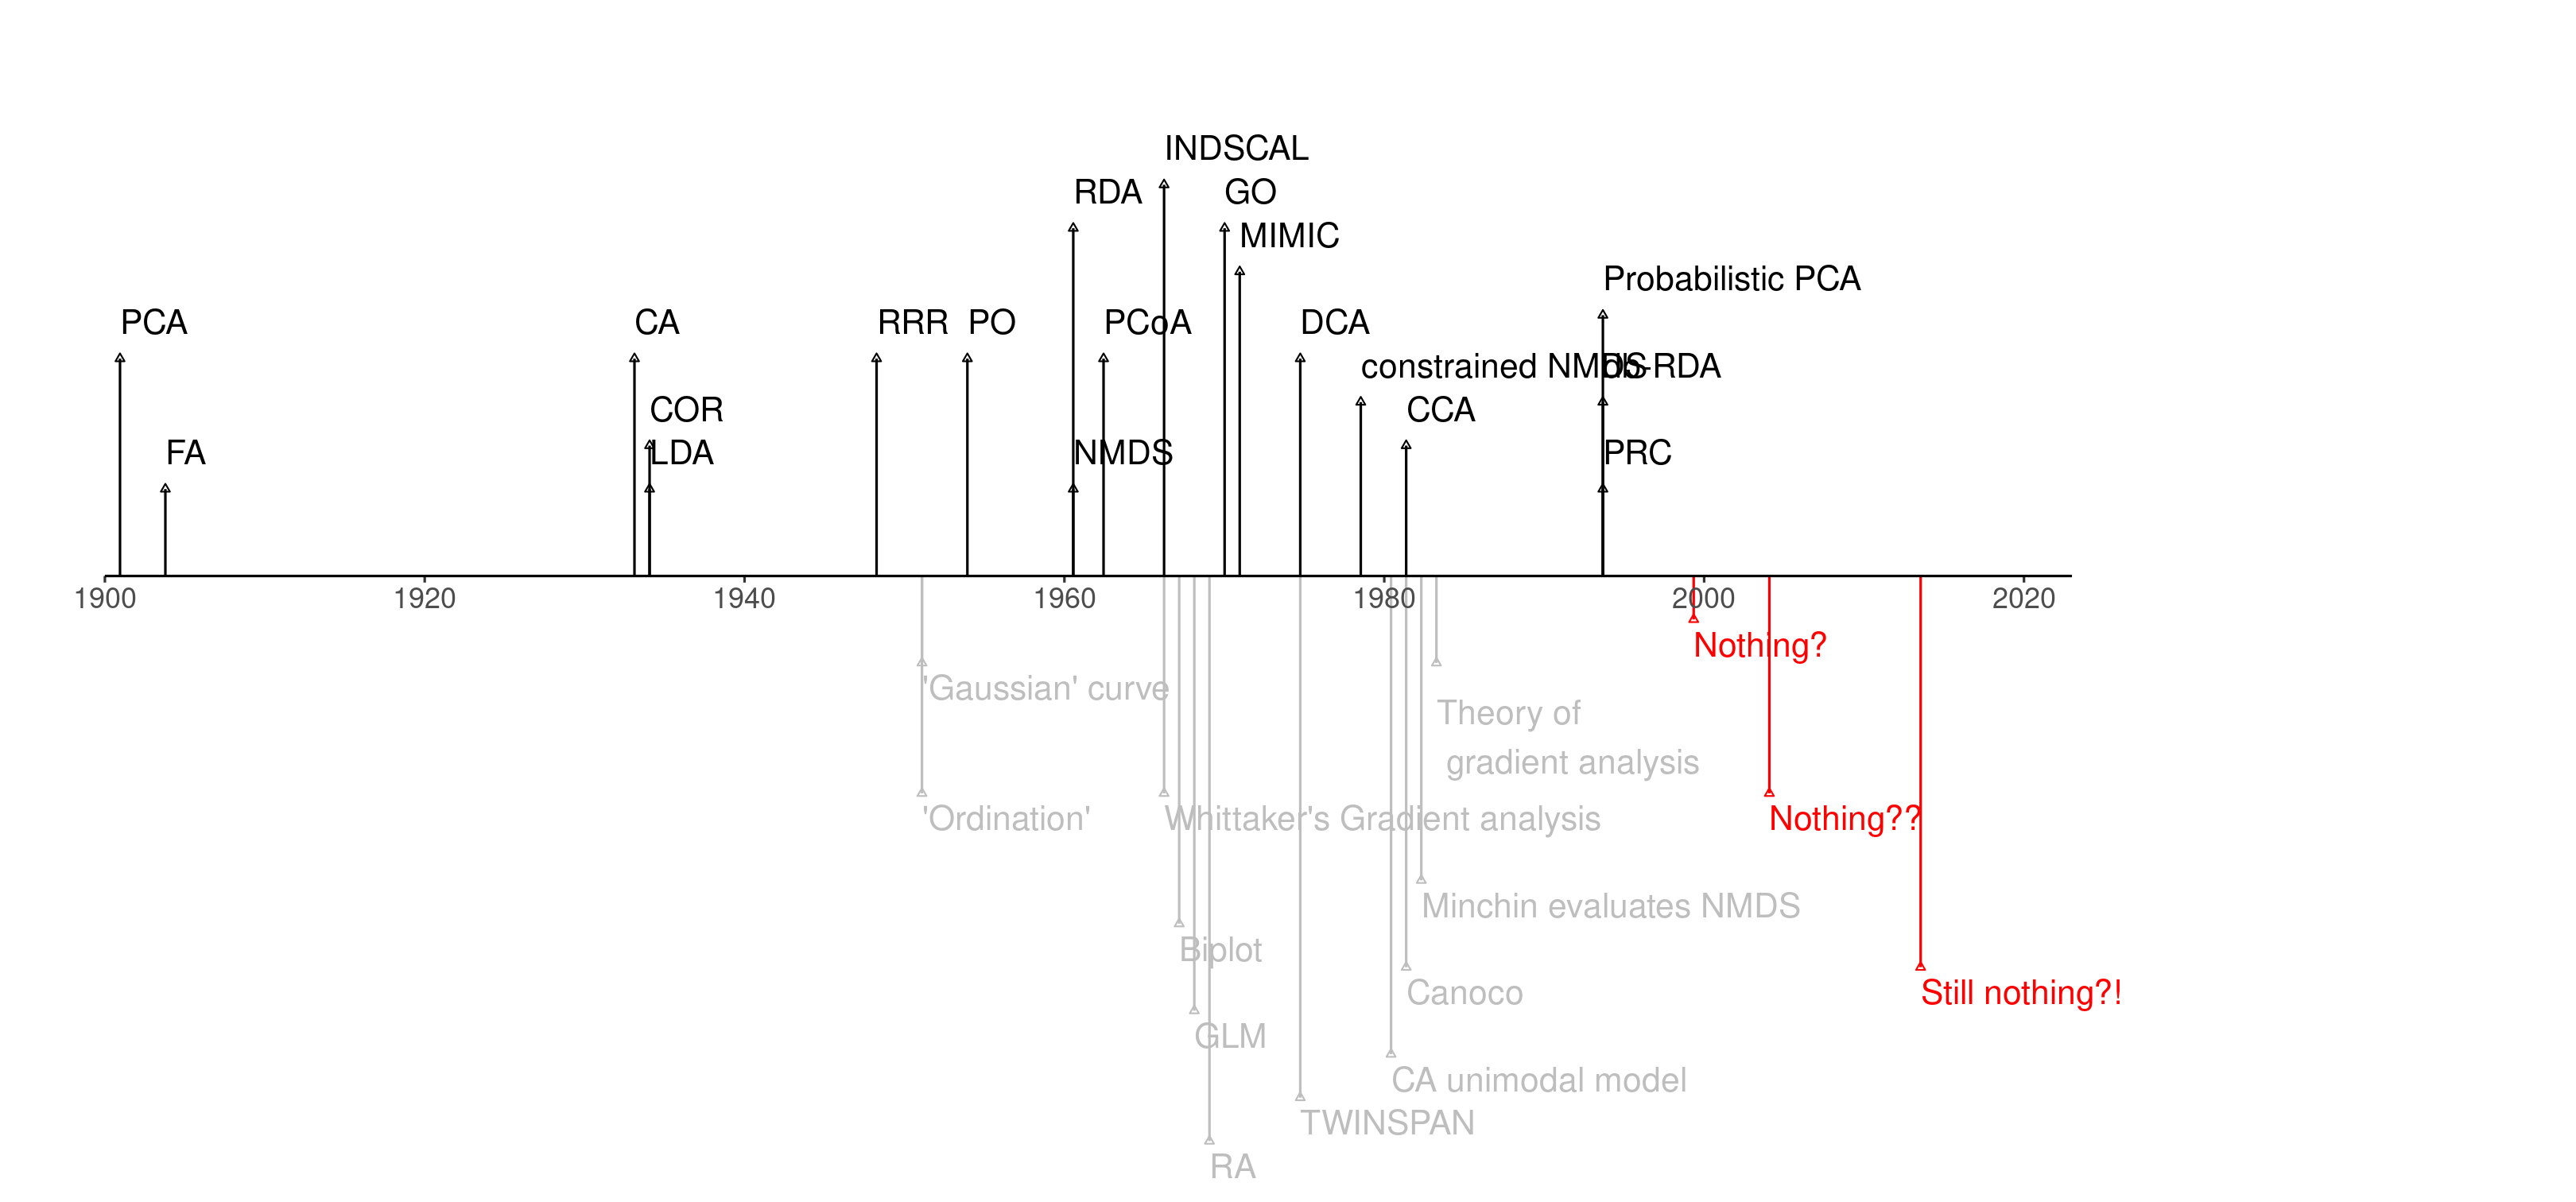 INDSCAL
RDA
GO
MIMIC
Probabilistic PCA
PCA
CA
RRR
PO
PCoA
DCA
constrained NMDS
db-RDA
COR
CCA
FA
LDA
NMDS
PRC
1900
1920
1940
1960
1980
2000
2020
Nothing?
'Gaussian' curve
Theory of
gradient analysis
'Ordination'
Whittaker's Gradient analysis
Nothing??
Minchin evaluates NMDS
Biplot
Canoco
Still nothing?!
GLM
CA unimodal model
TWINSPAN
RA